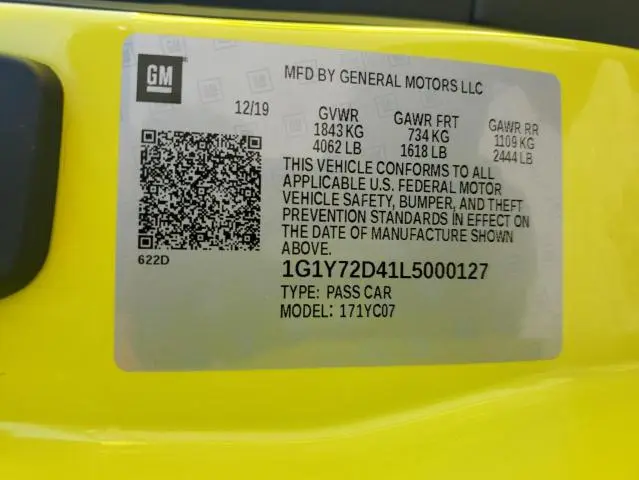 GM
MFD BY GENERAL MOTORS LLC
12/19
GVWR
1843 KG
4062 LB
GAWR FRT
734 KG
1618 LB
GAWR RR
1109 KG
2444 LB
THIS VEHICLE CONFORMS TO ALL
APPLICABLE U.S. FEDERAL MOTOR
VEHICLE SAFETY, BUMPER, AND THEFT
PREVENTION STANDARDS IN EFFECT ON
THE DATE OF MANUFACTURE SHOWN
ABOVE.
622D
1G1Y72D41L5000127
TYPE: PASS CAR
MODEL: 171YC07